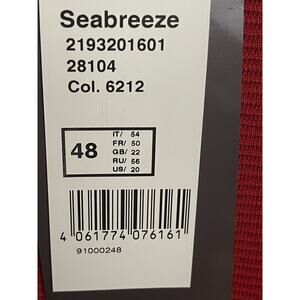 Seabreeze
2193201601
28104
Col. 6212
48
IT/ 54
FR/ 50
GB/ 22
RU/ 56
US/ 20
4 061774 076161
91000248